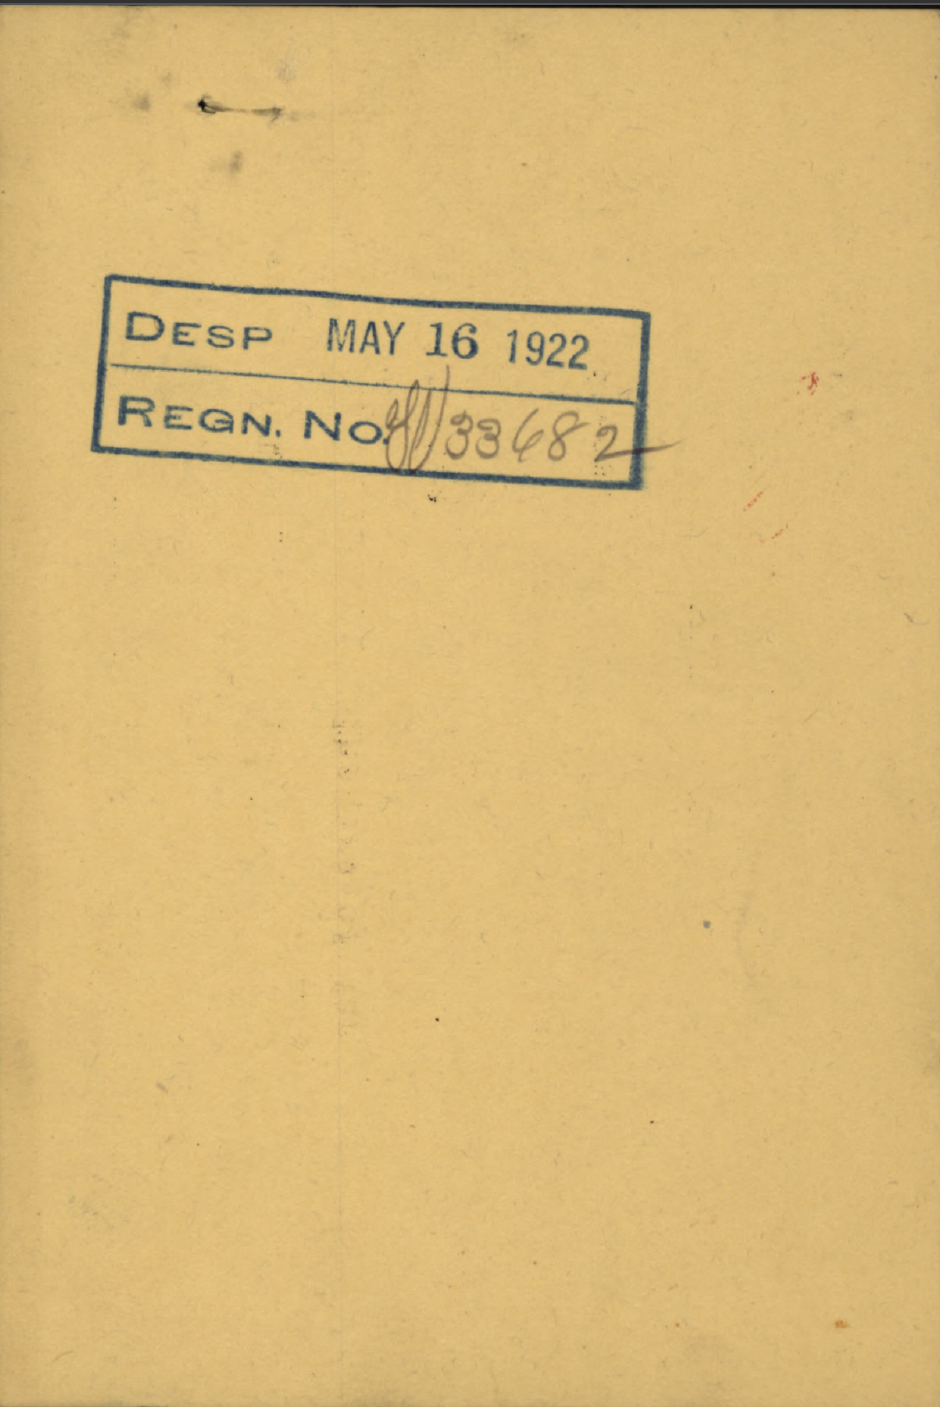 DESP MAY 16 1922
REGN. No. 33682